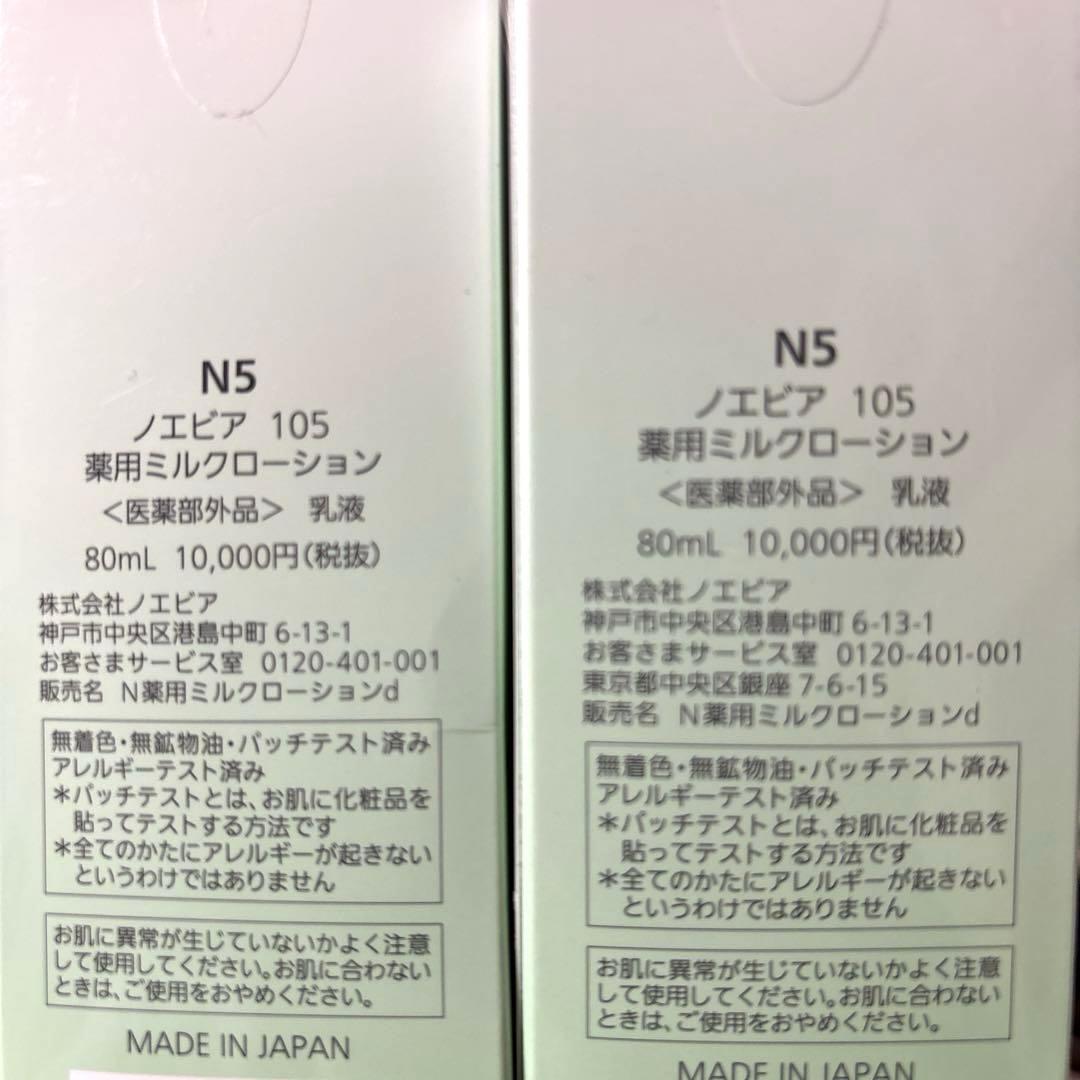 N5
ノエビア 105
薬用ミルクローション
＜医薬部外品＞ 乳液
80mL 10,000円(税抜)
株式会社ノエビア
神戸市中央区港島中町 6-13-1
お客さまサービス室 0120-401-001
販売名 N薬用ミルクローションd
無着色・無鉱物油・パッチテスト済み
アレルギーテスト済み
＊パッチテストとは、お肌に化粧品を
貼ってテストする方法です
＊全てのかたにアレルギーが起きない
というわけではありません
お肌に異常が生じていないかよく注意
して使用してください。お肌に合わない
ときは、ご使用をおやめください。
MADE IN JAPAN
N5
ノエビア 105
薬用ミルクローション
＜医薬部外品＞ 乳液
80mL 10,000円(税抜)
株式会社ノエビア
神戸市中央区港島中町 6-13-1
お客さまサービス室 0120-401-001
東京都中央区銀座 7-6-15
販売名 N薬用ミルクローションd
無着色・無鉱物油・パッチテスト済み
アレルギーテスト済み
＊パッチテストとは、お肌に化粧品を
貼ってテストする方法です
＊全てのかたにアレルギーが起きない
というわけではありません
お肌に異常が生じていないかよく注意
して使用してください。お肌に合わない
ときは、ご使用をおやめください。
MADE IN JAPAN